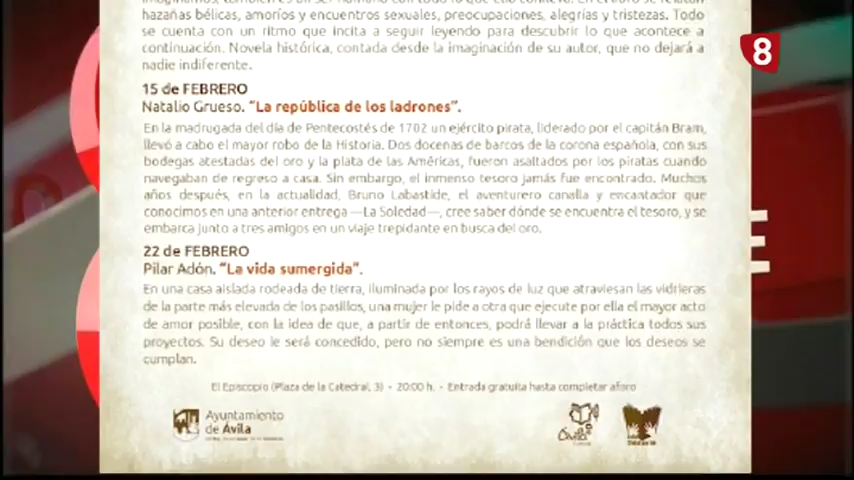 hazañas bélicas, amoríos y encuentros sexuales, preocupaciones, alegrías y tristezas. Todo
se cuenta con un ritmo que incita a seguir leyendo para descubrir lo que acontece a
continuación. Novela histórica, contada desde la imaginación de su autor, que no dejará a
nadie indiferente.
8
15 de FEBRERO
Natalio Grueso. "La república de los ladrones".
En la madrugada del día de Pentecostés de 1702 un ejército pirata, liderado por el capitán Bram,
llevó a cabo el mayor robo de la Historia. Dos docenas de barcos de la corona española, con sus
bodegas atestadas del oro y la plata de las Américas, fueron asaltados por los piratas cuando
navegaban de regreso a casa. Sin embargo, el inmenso tesoro jamás fue encontrado. Muchos
años después, en la actualidad, Bruno Labastide, el aventurero canalla y encantador que
conocimos en una anterior entrega —La Soledad—, cree saber dónde se encuentra el tesoro, y se
embarca junto a tres amigos en un viaje trepidante en busca del oro.
22 de FEBRERO
Pilar Adón. "La vida sumergida".
En una casa aislada rodeada de tierra, iluminada por los rayos de luz que atraviesan las vidrieras
de la parte más elevada de los pasillos, una mujer le pide a otra que ejecute por ella el mayor acto
de amor posible, con la idea de que, a partir de entonces, podrá llevar a la práctica todos sus
proyectos. Su deseo le será concedido, pero no siempre es una bendición que los deseos se
cumplan.
El Episcopio (Plaza de la Catedral, 3) - 20:00 h. - Entrada gratuita hasta completar aforo
Ayuntamiento
de Ávila
Ávila